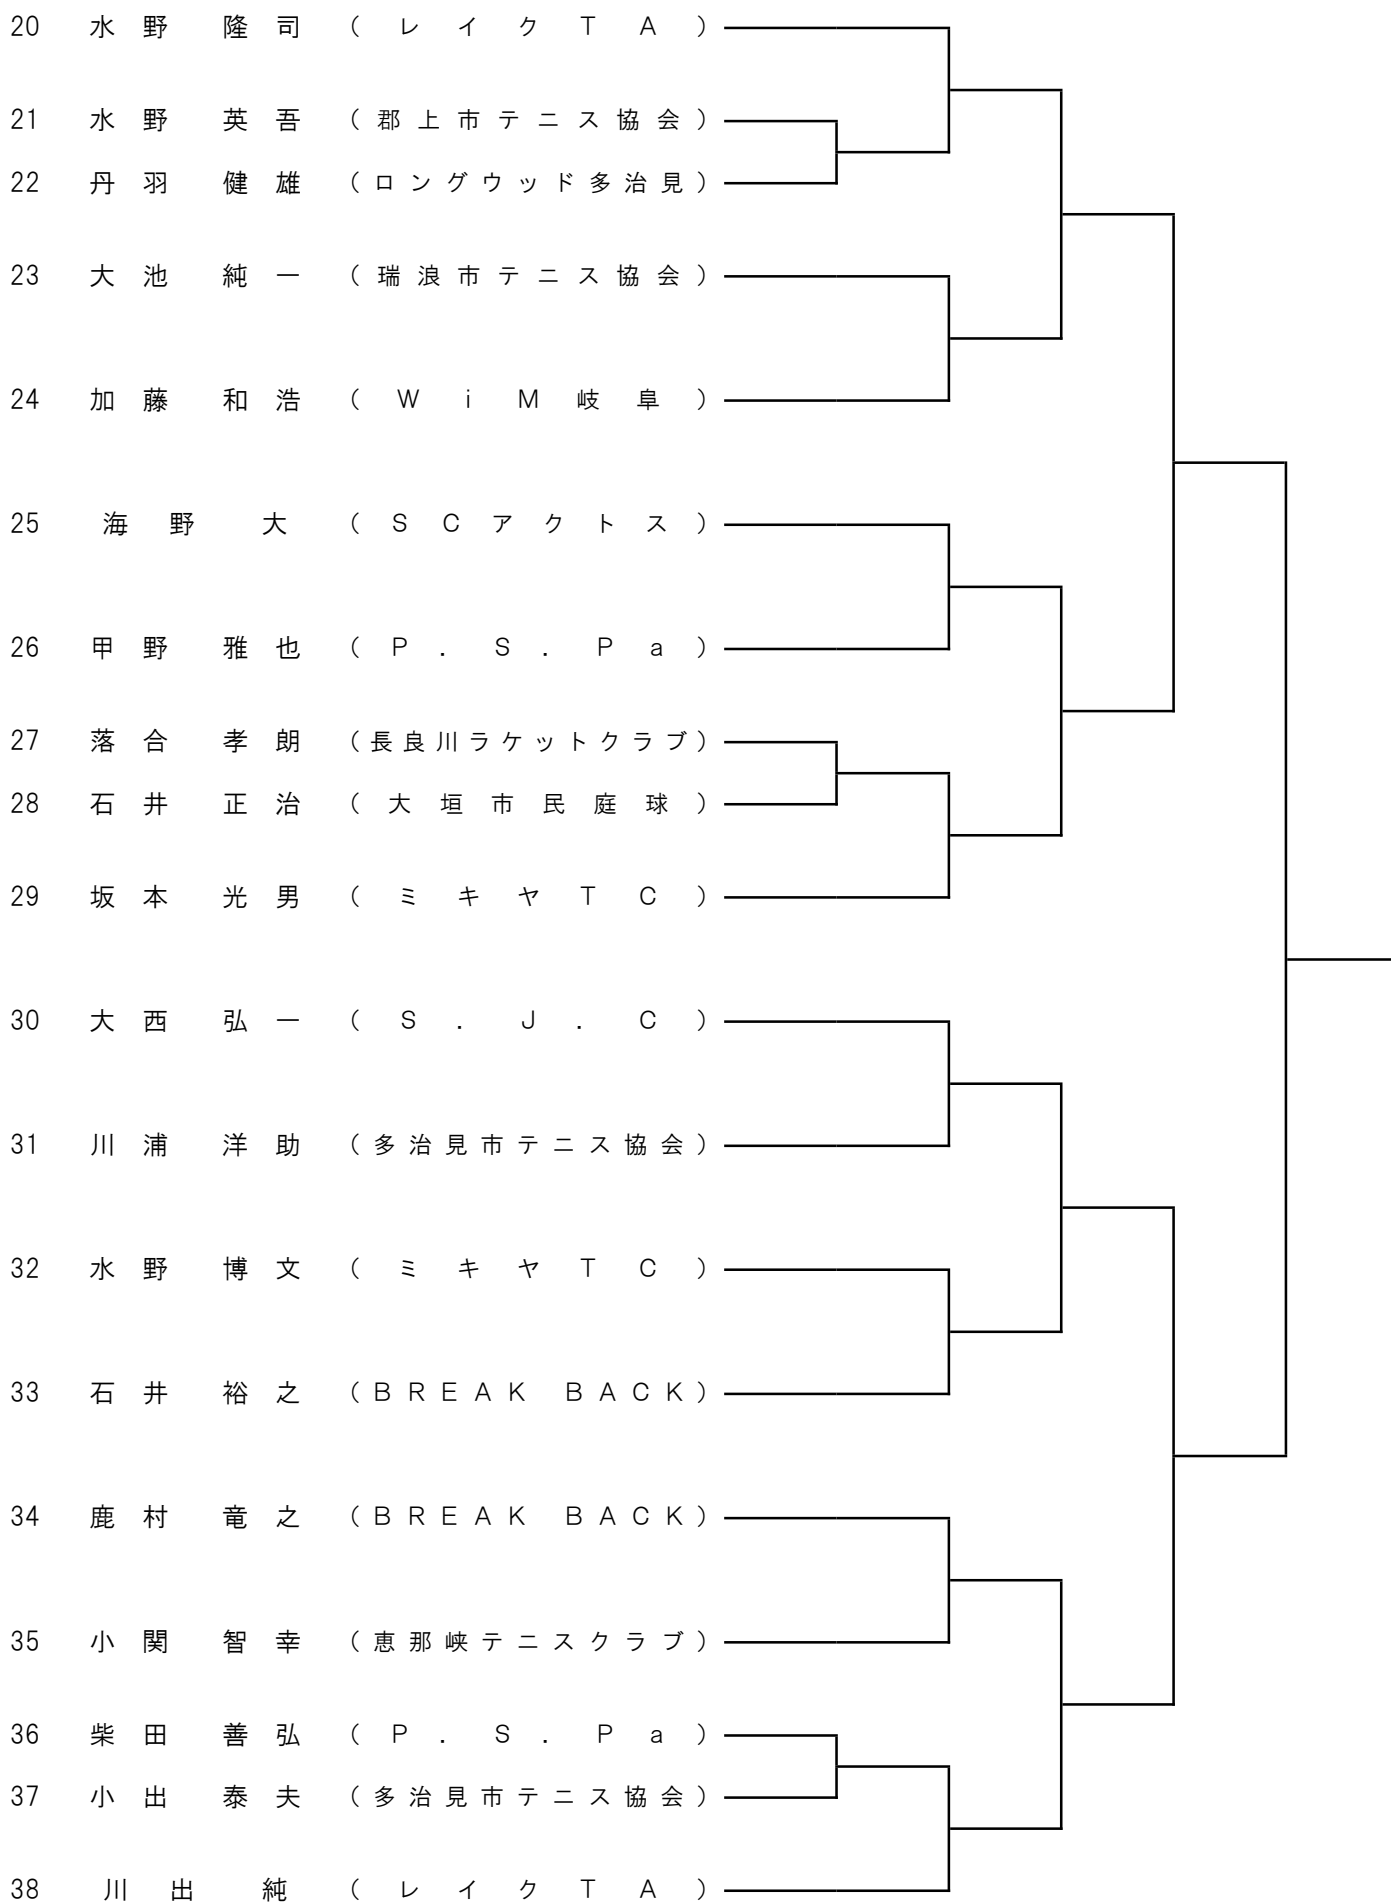 20 水野 隆司 (レイクTA)
21 水野 英吾 (郡上市テニス協会)
22 丹羽 健雄 (ロングウッド多治見)
23 大池 純一 (瑞浪市テニス協会)
24 加藤 和浩 (WiM岐阜)
25 海野 大 (SCアクトス)
26 甲野 雅也 (P.S.Pa)
27 落合 孝朗 (長良川ラケットクラブ)
28 石井 正治 (大垣市民庭球)
29 坂本 光男 (ミキヤTC)
30 大西 弘一 (S.J.C)
31 川浦 洋助 (多治見市テニス協会)
32 水野 博文 (ミキヤTC)
33 石井 裕之 (BREAK BACK)
34 鹿村 竜之 (BREAK BACK)
35 小関 智幸 (恵那峡テニスクラブ)
36 柴田 善弘 (P.S.Pa)
37 小出 泰夫 (多治見市テニス協会)
38 川出 純 (レイクTA)